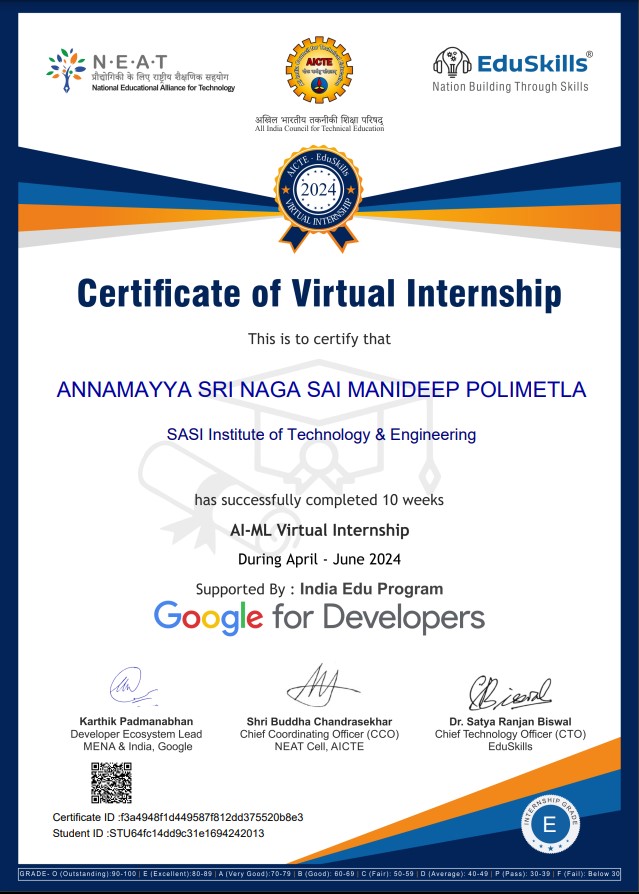 N·E·A·T
प्रौद्योगिकी के लिए राष्ट्रीय शैक्षणिक सहयोग
National Educational Alliance for Technology
AICTE
अखिल भारतीय तकनीकी शिक्षा परिषद्
All India Council for Technical Education
EduSkills®
Nation Building Through Skills
AICTE - EduSkills
2024
VIRTUAL INTERNSHIP
Certificate of Virtual Internship
This is to certify that
ANNAMAYYA SRI NAGA SAI MANIDEEP POLIMETLA
SASI Institute of Technology & Engineering
has successfully completed 10 weeks
AI-ML Virtual Internship
During April - June 2024
Supported By : India Edu Program
Google for Developers
Karthik Padmanabhan
Developer Ecosystem Lead
MENA & India, Google
Shri Buddha Chandrasekhar
Chief Coordinating Officer (CCO)
NEAT Cell, AICTE
Dr. Satya Ranjan Biswal
Chief Technology Officer (CTO)
EduSkills
Certificate ID :f3a4948f1d449587f812dd375520b8e3
Student ID :STU64fc14dd9c31e1694242013
INTERNSHIP GRADE
E
GRADE- O (Outstanding):90-100 | E (Excellent):80-89 | A (Very Good):70-79 | B (Good): 60-69 | C (Fair): 50-59 | D (Average): 40-49 | P (Pass): 30-39 | F (Fail): Below 30